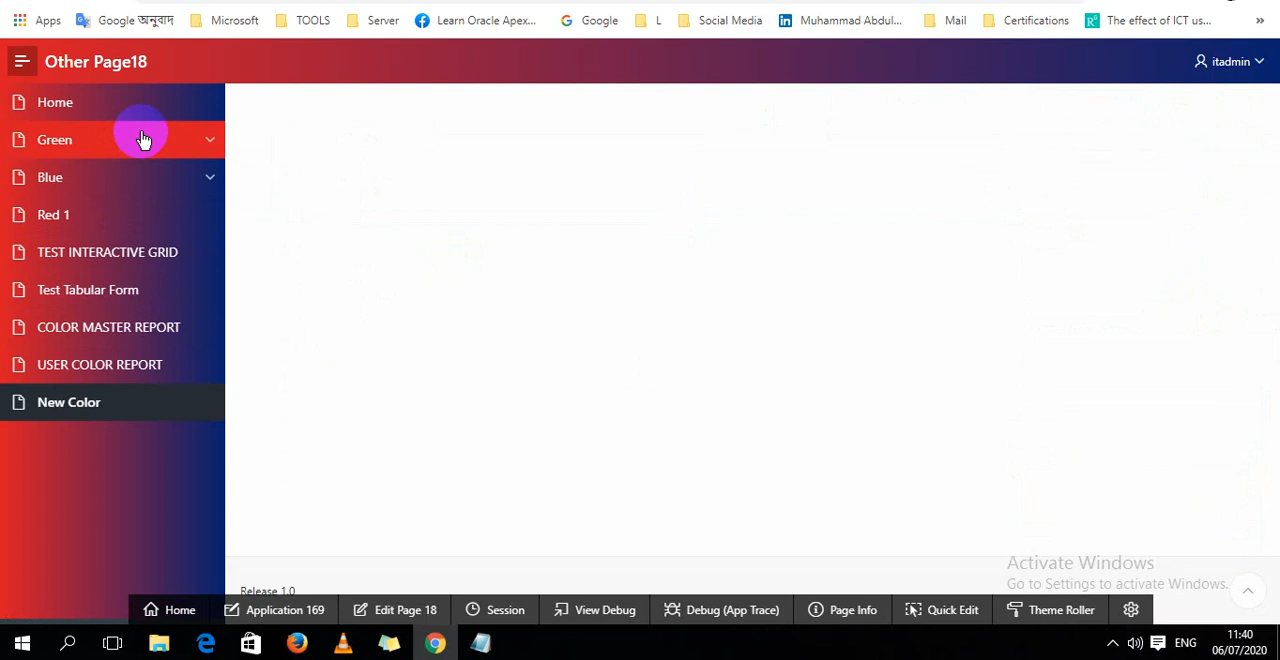 Apps
Google অনুবাদ
Microsoft
TOOLS
Server
Learn Oracle Apex...
Google
L
Social Media
Muhammad Abdul...
Mail
Certifications
The effect of ICT us...
»
Other Page18
itadmin
Home
Green
Blue
Red 1
TEST INTERACTIVE GRID
Test Tabular Form
COLOR MASTER REPORT
USER COLOR REPORT
New Color
Activate Windows
Go to Settings to activate Windows.
Release 1.0
Home
Application 169
Edit Page 18
Session
View Debug
Debug (App Trace)
Page Info
Quick Edit
Theme Roller
ENG
11:40
06/07/2020